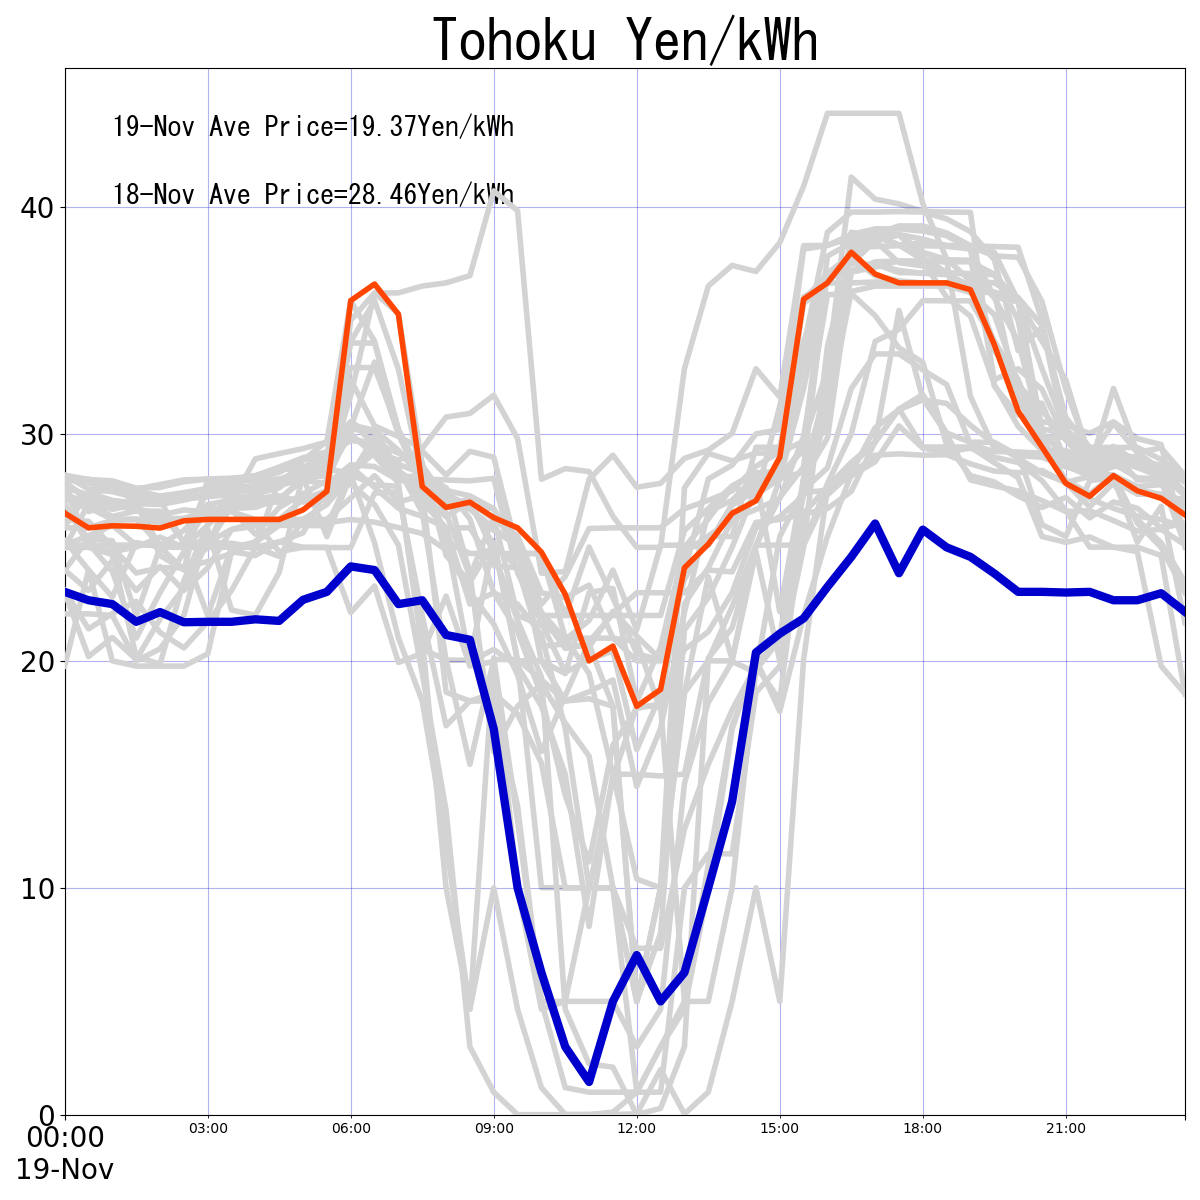 Tohoku Yen/kWh
19-Nov Ave Price=19.37Yen/kWh
18-Nov Ave Price=28.46Yen/kWh
40
30
20
10
0
00:00 03:00 06:00 09:00 12:00 15:00 18:00 21:00
19-Nov